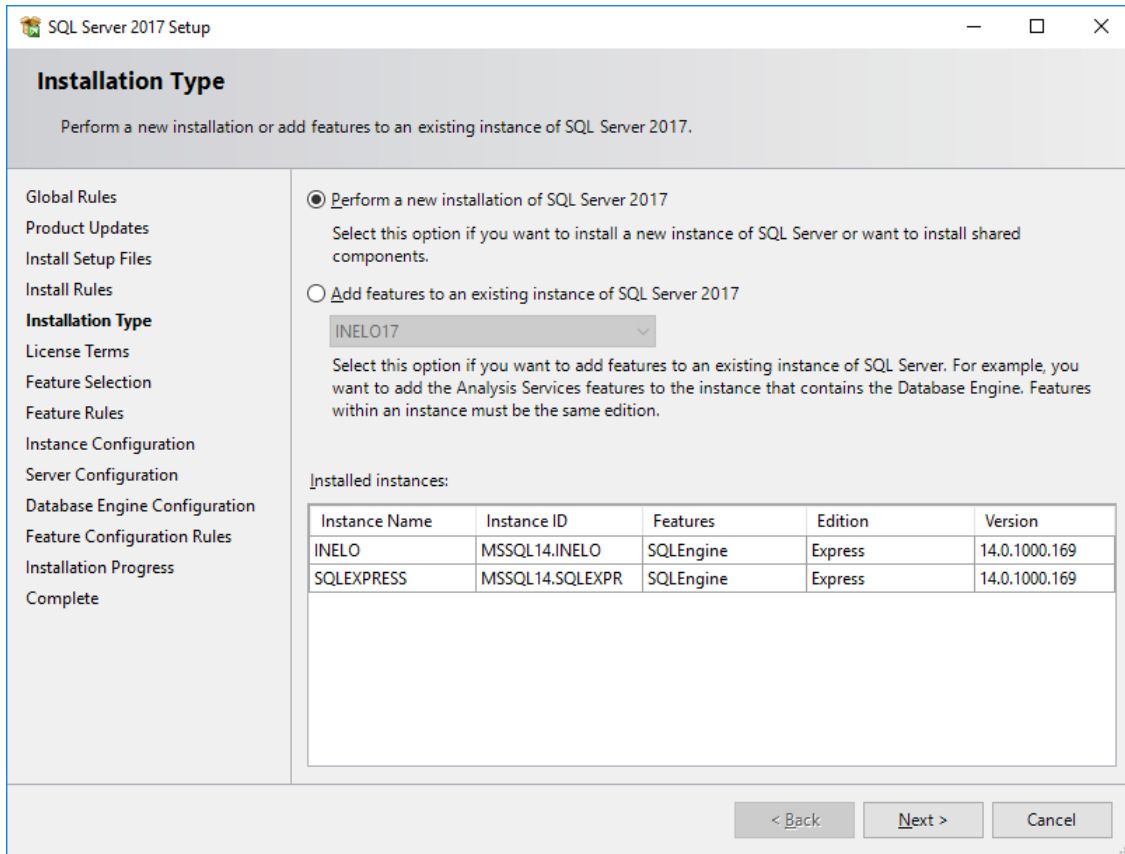 SQL Server 2017 Setup
Installation Type
Perform a new installation or add features to an existing instance of SQL Server 2017.
Global Rules
Product Updates
Install Setup Files
Install Rules
Installation Type
License Terms
Feature Selection
Feature Rules
Instance Configuration
Server Configuration
Database Engine Configuration
Feature Configuration Rules
Installation Progress
Complete
Perform a new installation of SQL Server 2017
Select this option if you want to install a new instance of SQL Server or want to install shared
components.
Add features to an existing instance of SQL Server 2017
INELO17
Select this option if you want to add features to an existing instance of SQL Server. For example, you
want to add the Analysis Services features to the instance that contains the Database Engine. Features
within an instance must be the same edition.
Installed instances:
Instance Name Instance ID Features Edition Version
INELO MSSQL14.INELO SQLEngine Express 14.0.1000.169
SQLEXPRESS MSSQL14.SQLEXPR SQLEngine Express 14.0.1000.169
< Back Next > Cancel